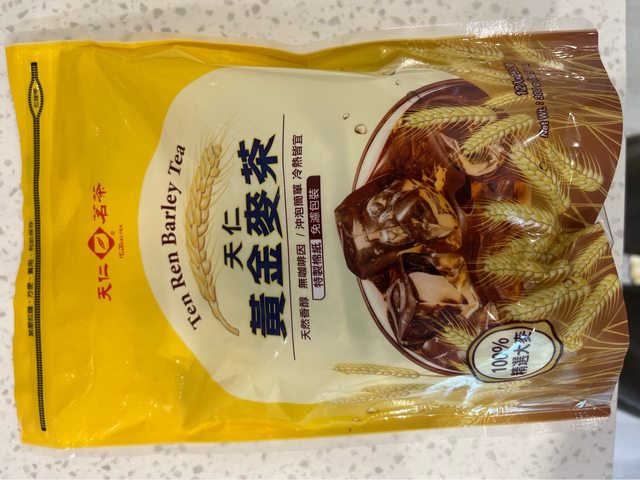 天仁茗茶
Ten Ren Barley Tea
天仁
黃金麥茶
天然香醇 無咖啡因 / 沖泡簡單 冷熱皆宜
特製棉紙 免濾包裝
100%
精選大麥